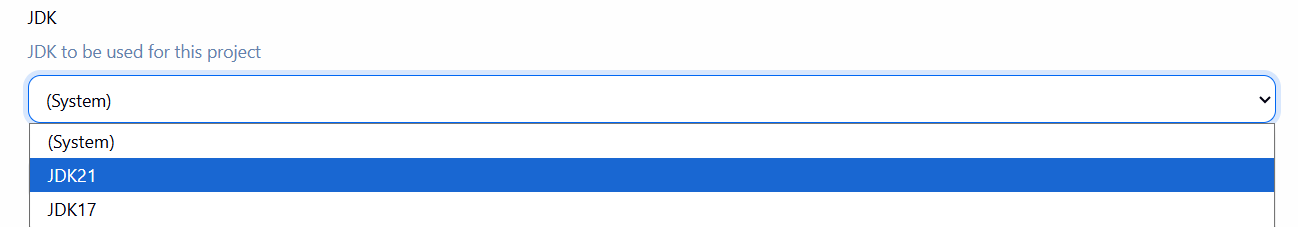 JDK
JDK to be used for this project
(System)
(System)
JDK21
JDK17